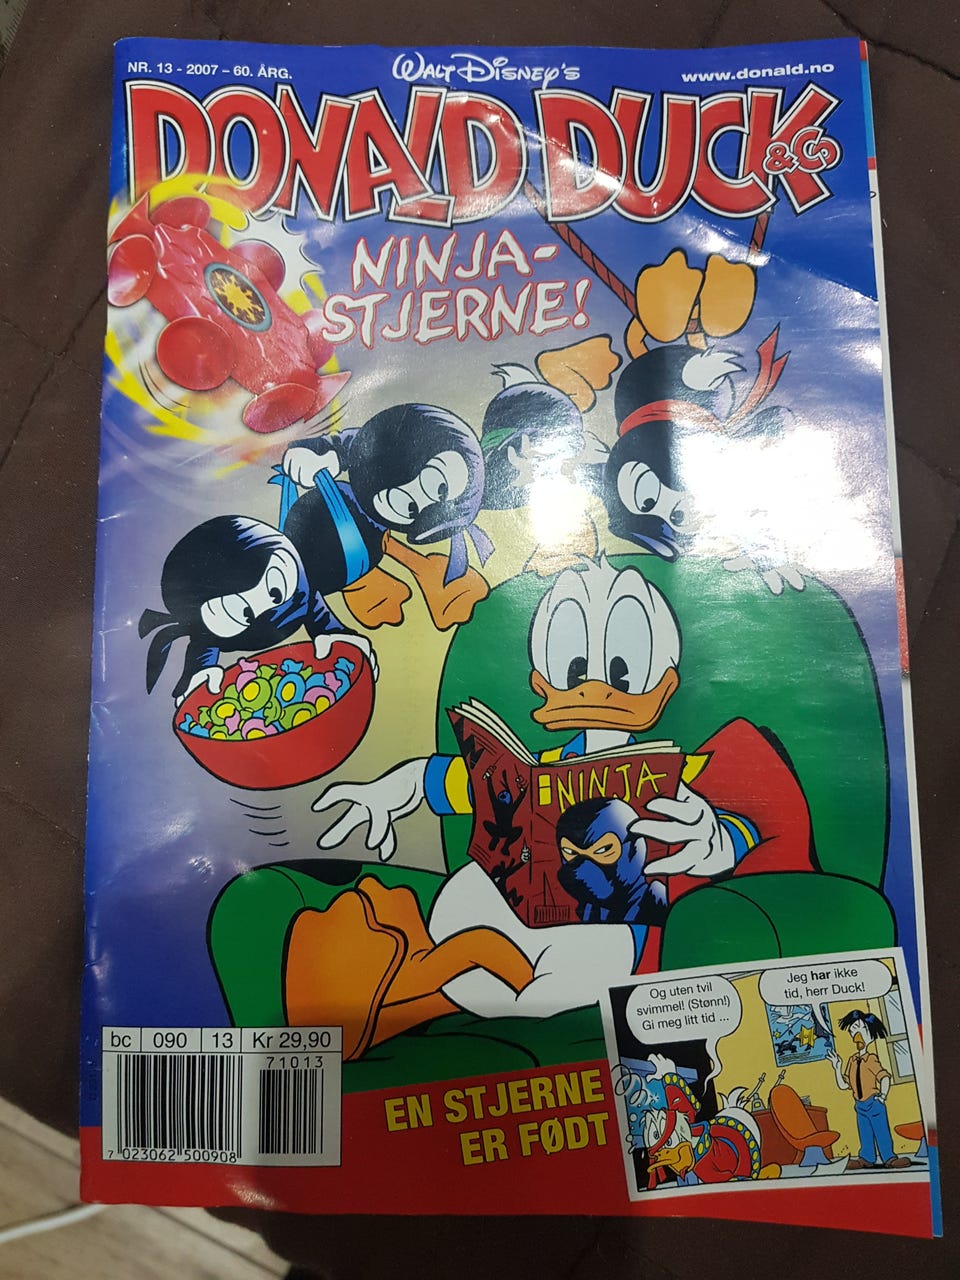 NR. 13 - 2007 – 60. ÅRG.
WALT DISNEY'S
www.donald.no
DONALD DUCK
& Co
NINJA-
STJERNE!
NINJA
Og uten tvil
svimmel! (Stønn!)
Gi meg litt tid ...
Jeg har ikke
tid, herr Duck!
bc 090 13 Kr 29,90
71013
7 023062 500908
EN STJERNE
ER FØDT